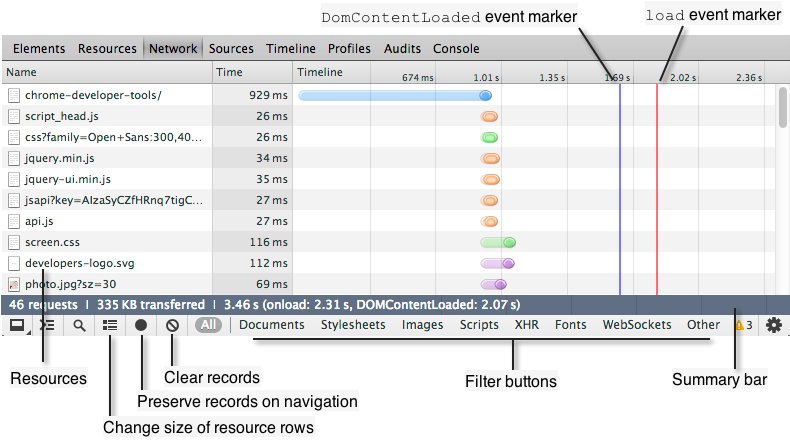 DomContentLoaded event marker
load event marker
Elements Resources Network Sources Timeline Profiles Audits Console
Name Time Timeline 674 ms 1.01 s 1.35 s 1.69 s 2.02 s 2.36 s
chrome-developer-tools/ 929 ms
script_head.js 26 ms
css?family=Open+Sans:300,40... 26 ms
jquery.min.js 34 ms
jquery-ui.min.js 35 ms
jsapi?key=AIzaSyCZfHRnq7tigC... 27 ms
api.js 27 ms
screen.css 116 ms
developers-logo.svg 112 ms
photo.jpg?sz=30 69 ms
46 requests | 335 KB transferred | 3.46 s (onload: 2.31 s, DOMContentLoaded: 2.07 s)
All Documents Stylesheets Images Scripts XHR Fonts WebSockets Other 3
Resources Clear records Filter buttons Summary bar
Preserve records on navigation
Change size of resource rows